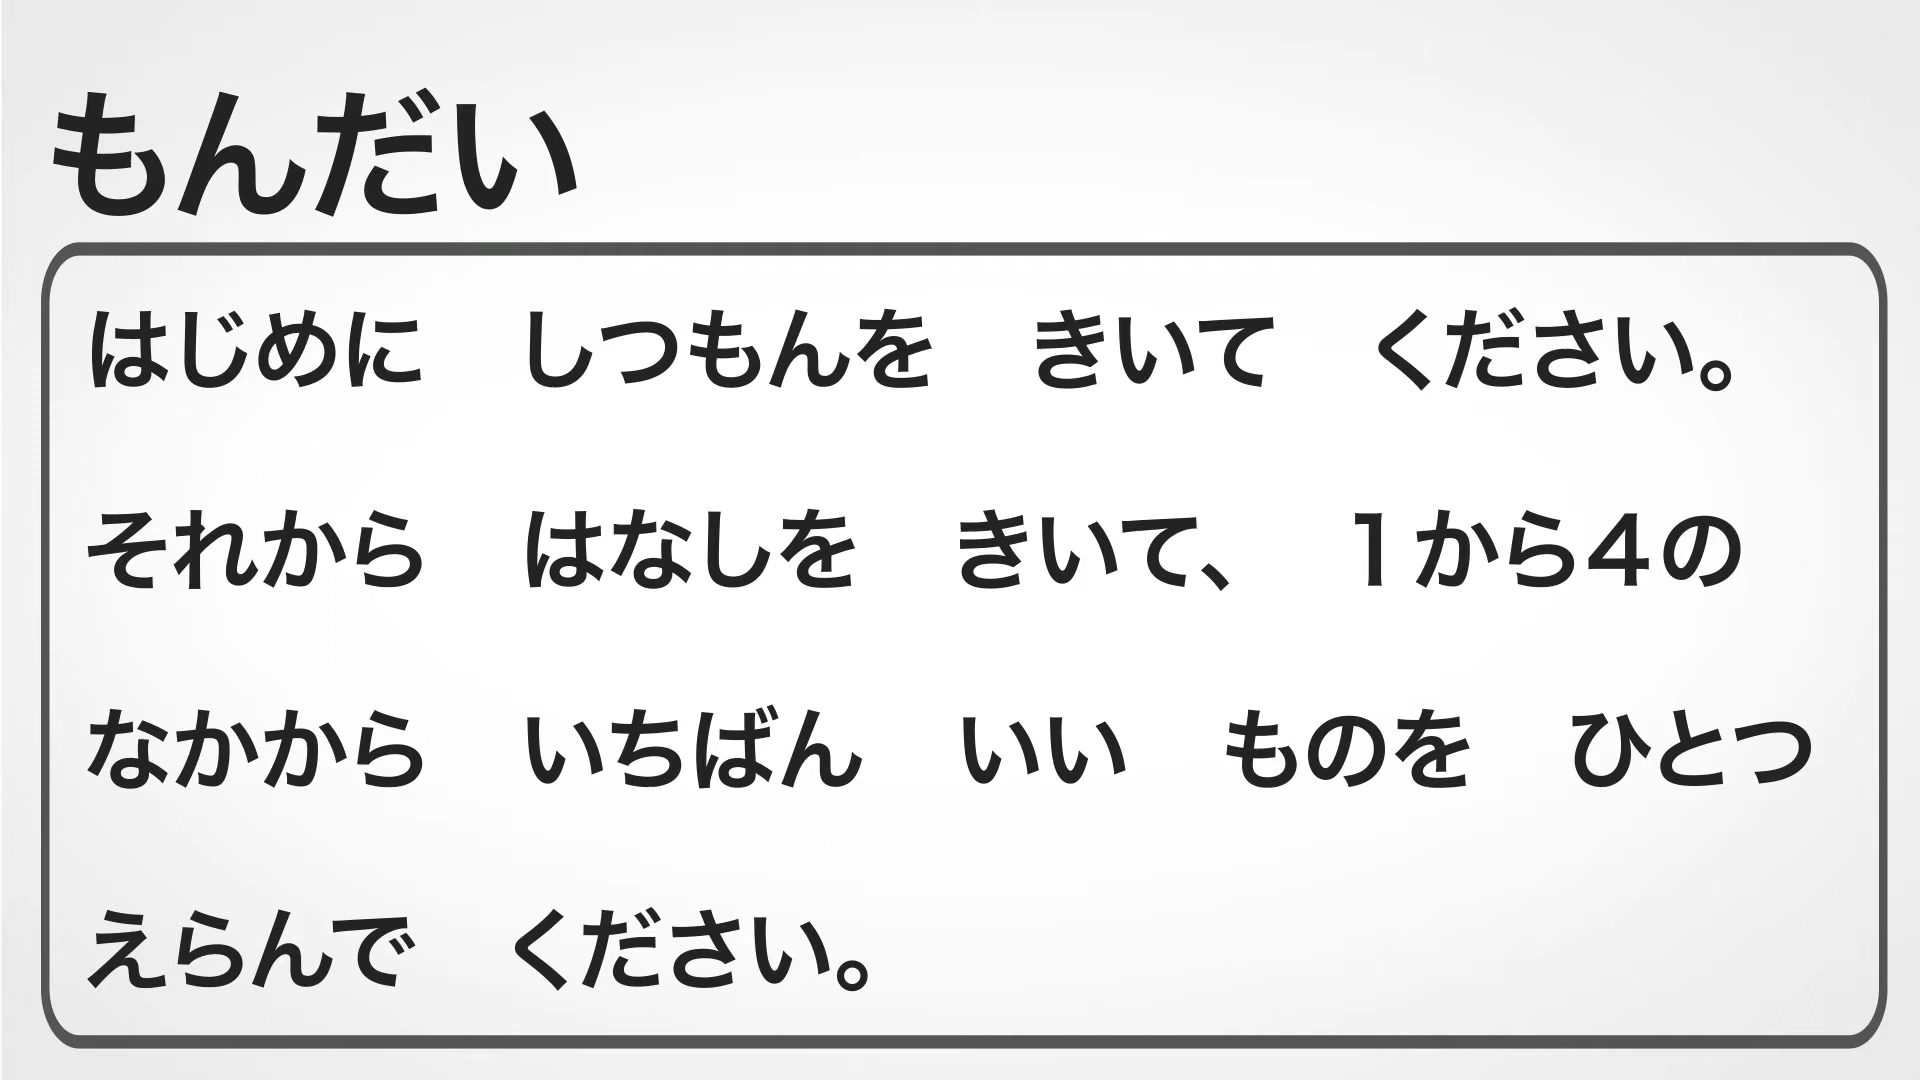 もんだい
はじめに　しつもんを　きいて　ください。
それから　はなしを　きいて、　１から４の
なかから　いちばん　いい　ものを　ひとつ
えらんで　ください。